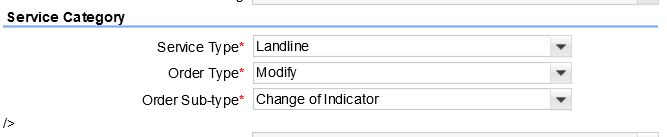 Service Category
Service Type* Landline
Order Type* Modify
Order Sub-type* Change of Indicator
/>